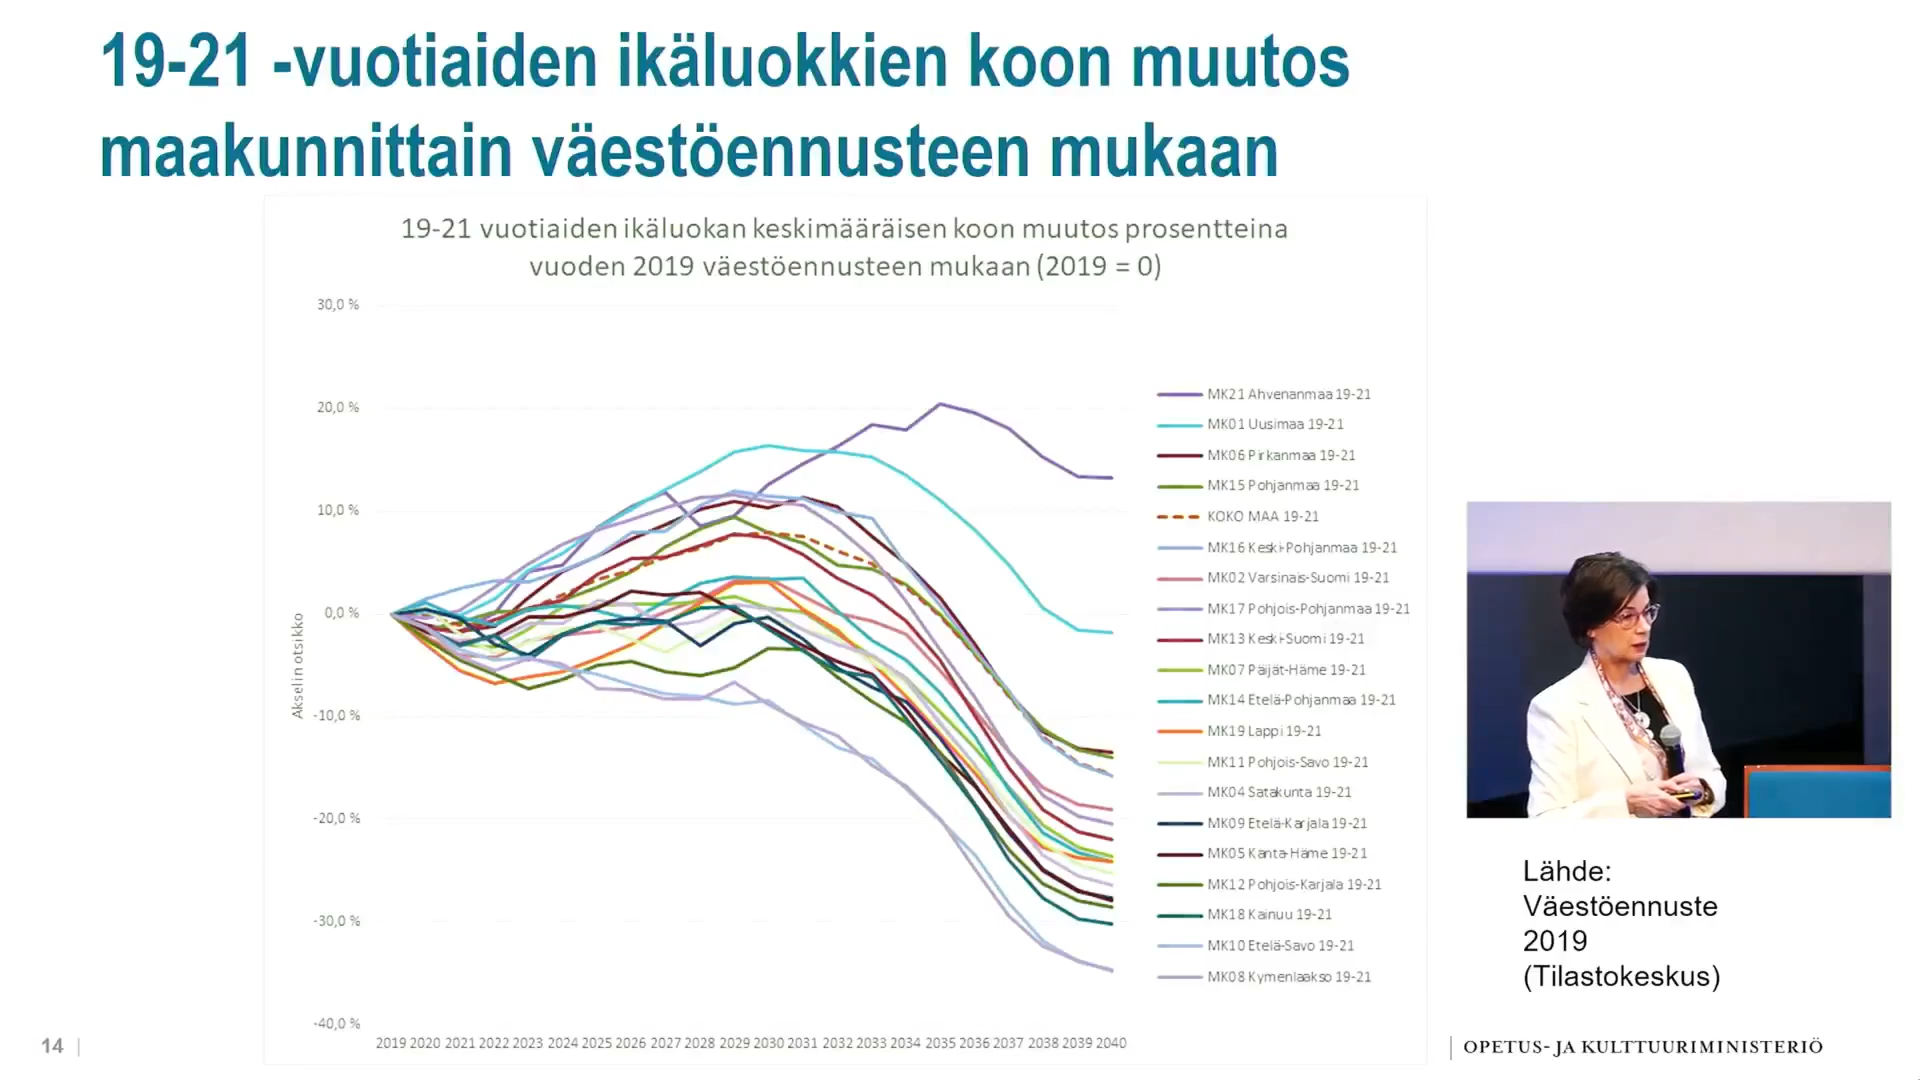 19-21 -vuotiaiden ikäluokkien koon muutos
maakunnittain väestöennusteen mukaan
19-21 vuotiaiden ikäluokan keskimääräisen koon muutos prosentteina
vuoden 2019 väestöennusteen mukaan (2019 = 0)
30,0 %
20,0 %
10,0 %
0,0 %
-10,0 %
-20,0 %
-30,0 %
-40,0 %
Akselin otsikko
2019 2020 2021 2022 2023 2024 2025 2026 2027 2028 2029 2030 2031 2032 2033 2034 2035 2036 2037 2038 2039 2040
MK21 Ahvenanmaa 19-21
MK01 Uusimaa 19-21
MK06 Pirkanmaa 19-21
MK15 Pohjanmaa 19-21
KOKO MAA 19-21
MK16 Keski-Pohjanmaa 19-21
MK02 Varsinais-Suomi 19-21
MK17 Pohjois-Pohjanmaa 19-21
MK13 Keski-Suomi 19-21
MK07 Päijät-Häme 19-21
MK14 Etelä-Pohjanmaa 19-21
MK19 Lappi 19-21
MK11 Pohjois-Savo 19-21
MK04 Satakunta 19-21
MK09 Etelä-Karjala 19-21
MK05 Kanta-Häme 19-21
MK12 Pohjois-Karjala 19-21
MK18 Kainuu 19-21
MK10 Etelä-Savo 19-21
MK08 Kymenlaakso 19-21
Lähde:
Väestöennuste
2019
(Tilastokeskus)
14
OPETUS- JA KULTTUURIMINISTERIÖ